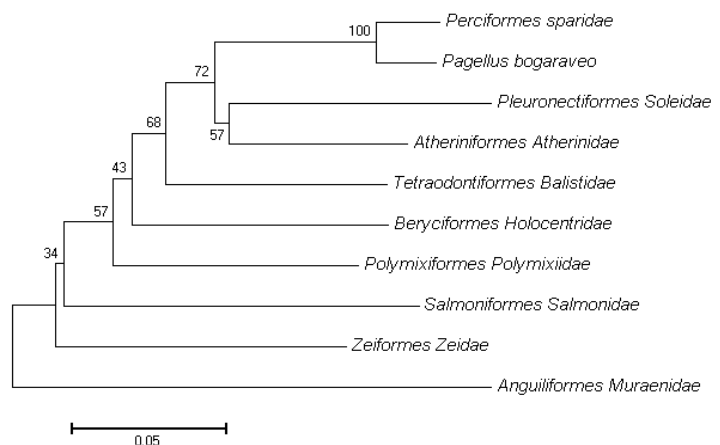 100
Perciformes sparidae
Pagellus bogaraveo
72
Pleuronectiformes Soleidae
57
Atheriniformes Atherinidae
68
Tetraodontiformes Balistidae
43
Beryciformes Holocentridae
57
Polymixiformes Polymixiidae
34
Salmoniformes Salmonidae
Zeiformes Zeidae
Anguiliformes Muraenidae
0.05